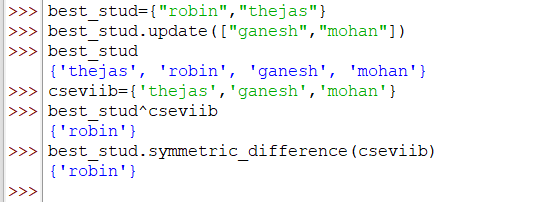 >>> best_stud={"robin","thejas"}
>>> best_stud.update(["ganesh","mohan"])
>>> best_stud
{'thejas', 'robin', 'ganesh', 'mohan'}
>>> cseviib={'thejas','ganesh','mohan'}
>>> best_stud^cseviib
{'robin'}
>>> best_stud.symmetric_difference(cseviib)
{'robin'}
>>>